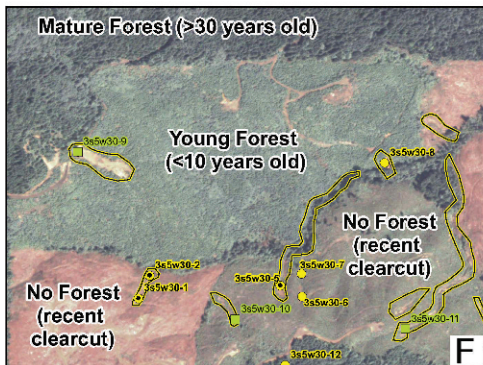 Mature Forest (>30 years old)
3s5w30-9
Young Forest
(<10 years old)
3s5w30-8
No Forest
(recent
clearcut)
3s5w30-2
3s5w30-1
3s5w30-5
3s5w30-7
3s5w30-6
No Forest
(recent
clearcut)
3s5w30-10
3s5w30-11
3s5w30-12
F